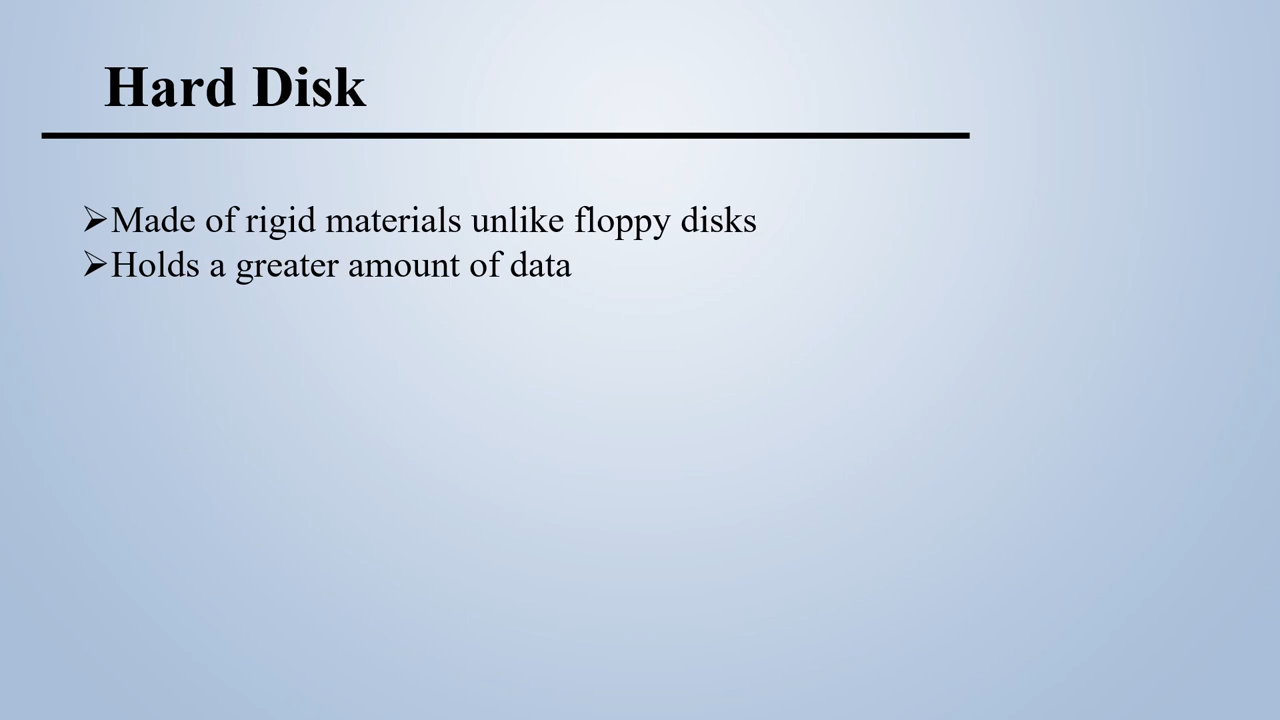 Hard Disk
➢Made of rigid materials unlike floppy disks
➢Holds a greater amount of data